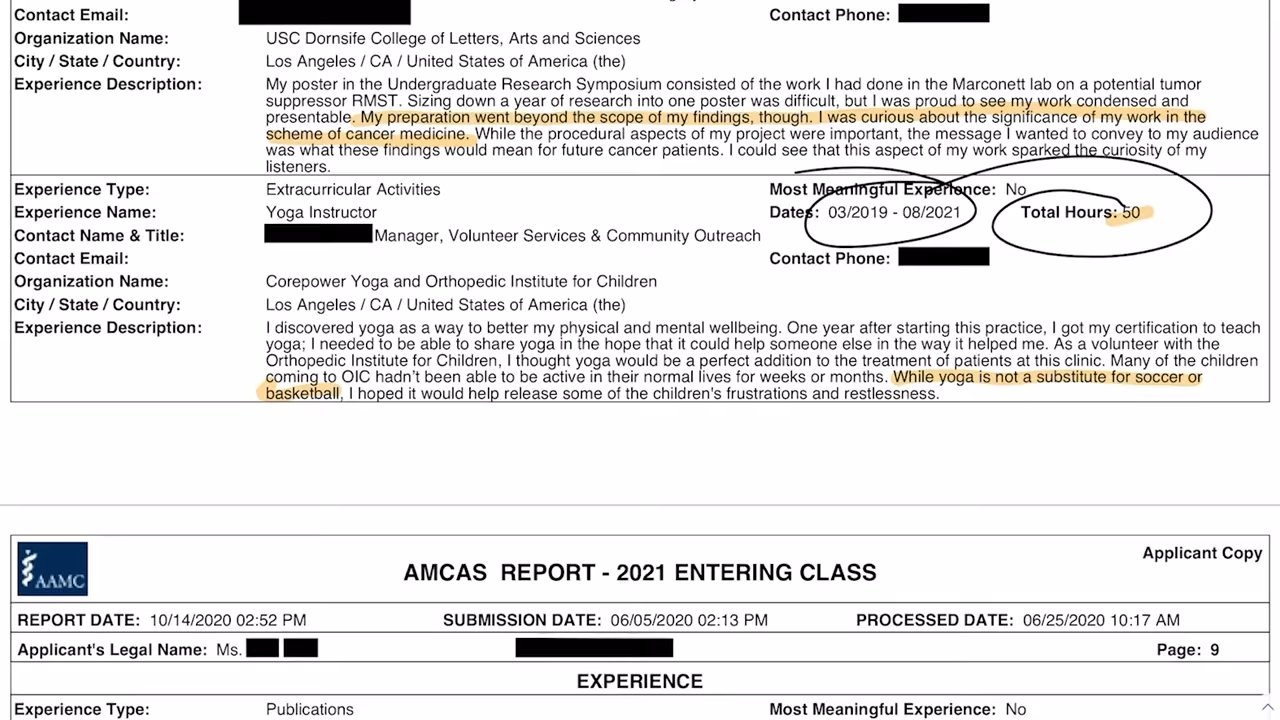 Contact Email: Contact Phone:
Organization Name: USC Dornsife College of Letters, Arts and Sciences
City / State / Country: Los Angeles / CA / United States of America (the)
Experience Description: My poster in the Undergraduate Research Symposium consisted of the work I had done in the Marconett lab on a potential tumor
suppressor RMST. Sizing down a year of research into one poster was difficult, but I was proud to see my work condensed and
presentable. My preparation went beyond the scope of my findings, though. I was curious about the significance of my work in the
scheme of cancer medicine. While the procedural aspects of my project were important, the message I wanted to convey to my audience
was what these findings would mean for future cancer patients. I could see that this aspect of my work sparked the curiosity of my
listeners.
Experience Type: Extracurricular Activities Most Meaningful Experience: No
Experience Name: Yoga Instructor Dates: 03/2019 - 08/2021 Total Hours: 50
Contact Name & Title: Manager, Volunteer Services & Community Outreach
Contact Email: Contact Phone:
Organization Name: Corepower Yoga and Orthopedic Institute for Children
City / State / Country: Los Angeles / CA / United States of America (the)
Experience Description: I discovered yoga as a way to better my physical and mental wellbeing. One year after starting this practice, I got my certification to teach
yoga; I needed to be able to share yoga in the hope that it could help someone else in the way it helped me. As a volunteer with the
Orthopedic Institute for Children, I thought yoga would be a perfect addition to the treatment of patients at this clinic. Many of the children
coming to OIC hadn't been able to be active in their normal lives for weeks or months. While yoga is not a substitute for soccer or
basketball, I hoped it would help release some of the children's frustrations and restlessness.
AAMC
Applicant Copy
AMCAS REPORT - 2021 ENTERING CLASS
REPORT DATE: 10/14/2020 02:52 PM SUBMISSION DATE: 06/05/2020 02:13 PM PROCESSED DATE: 06/25/2020 10:17 AM
Applicant's Legal Name: Ms. Page: 9
EXPERIENCE
Experience Type: Publications Most Meaningful Experience: No